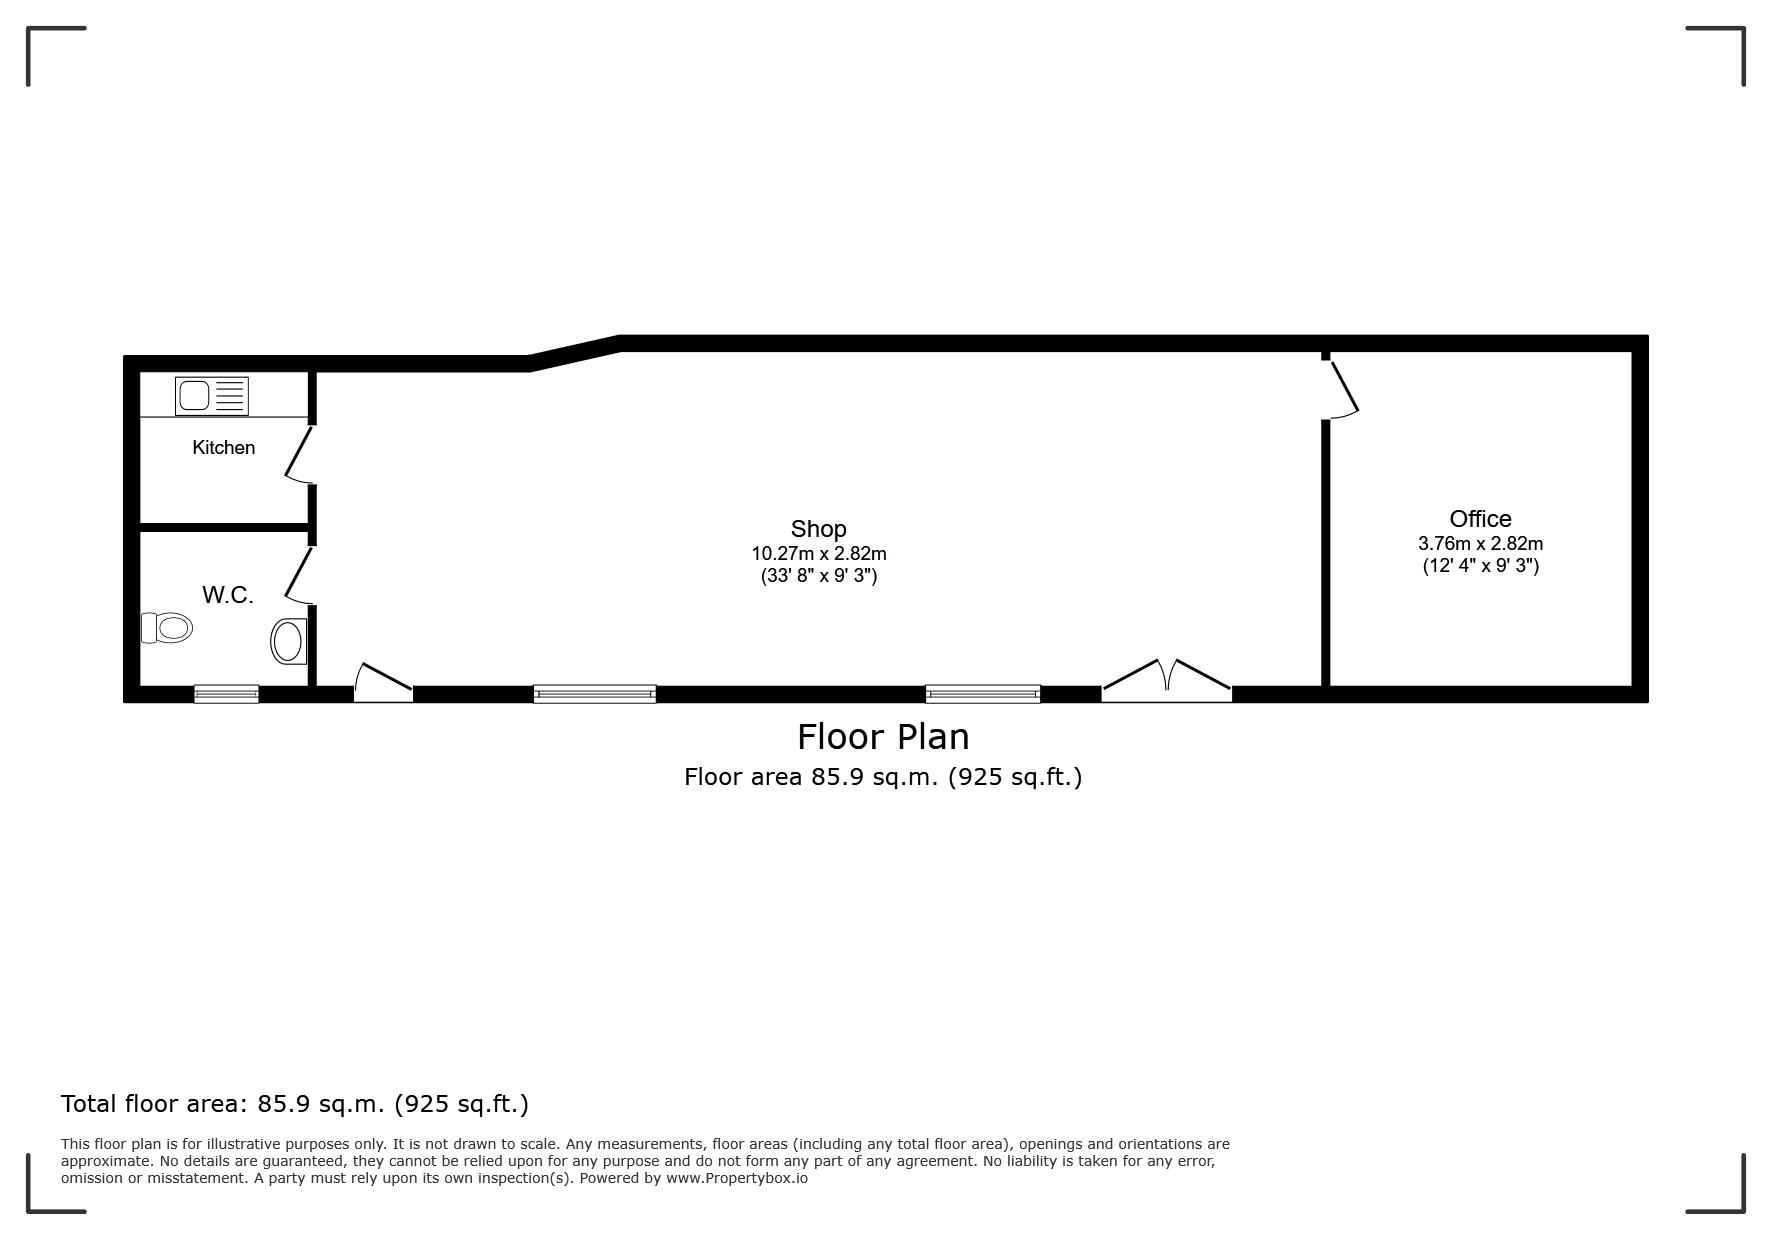 Kitchen
W.C.
Shop
10.27m x 2.82m
(33' 8" x 9' 3")
Office
3.76m x 2.82m
(12' 4" x 9' 3")
Floor Plan
Floor area 85.9 sq.m. (925 sq.ft.)
Total floor area: 85.9 sq.m. (925 sq.ft.)
This floor plan is for illustrative purposes only. It is not drawn to scale. Any measurements, floor areas (including any total floor area), openings and orientations are
approximate. No details are guaranteed, they cannot be relied upon for any purpose and do not form any part of any agreement. No liability is taken for any error,
omission or misstatement. A party must rely upon its own inspection(s). Powered by www.Propertybox.io